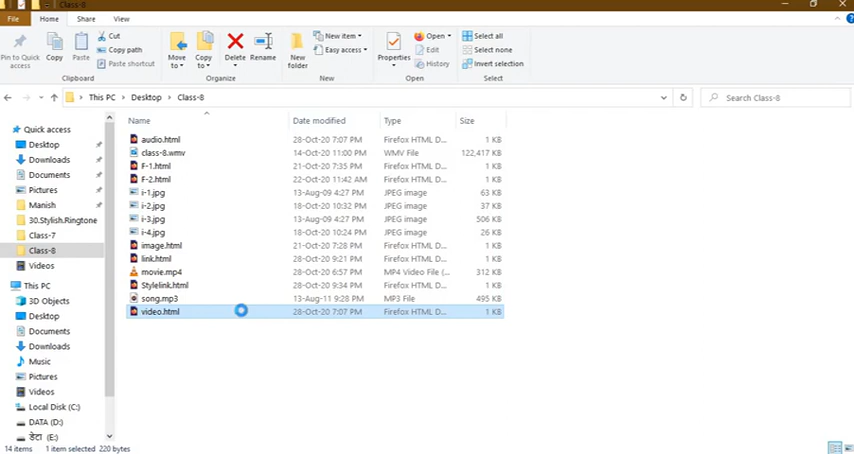 Class-8
File Home Share View
Pin to Quick access
Copy
Paste
Cut
Copy path
Paste shortcut
Clipboard
Move to
Copy to
Delete
Rename
Organize
New folder
New item
Easy access
New
Properties
Open
Edit
History
Open
Select all
Select none
Invert selection
Select
This PC > Desktop > Class-8
Search Class-8
Name Date modified Type Size
Quick access
Desktop
Downloads
Documents
Pictures
Manish
30.Stylish.Ringtone
Class-7
Class-8
Videos
This PC
3D Objects
Desktop
Documents
Downloads
Music
Pictures
Videos
Local Disk (C:)
DATA (D:)
डेटा (E:)
audio.html 28-Oct-20 7:07 PM Firefox HTML D... 1 KB
class-8.wmv 14-Oct-20 11:00 PM WMV File 122,417 KB
F-1.html 21-Oct-20 7:35 PM Firefox HTML D... 1 KB
F-2.html 22-Oct-20 11:42 AM Firefox HTML D... 1 KB
i-1.jpg 13-Aug-09 4:27 PM JPEG image 63 KB
i-2.jpg 18-Oct-20 10:32 PM JPEG image 37 KB
i-3.jpg 13-Aug-09 4:27 PM JPEG image 506 KB
i-4.jpg 18-Oct-20 10:24 PM JPEG image 26 KB
image.html 21-Oct-20 7:28 PM Firefox HTML D... 1 KB
link.html 28-Oct-20 9:21 PM Firefox HTML D... 1 KB
movie.mp4 28-Oct-20 6:57 PM MP4 Video File (... 312 KB
Stylelink.html 28-Oct-20 9:34 PM Firefox HTML D... 1 KB
song.mp3 13-Aug-11 9:28 PM MP3 File 495 KB
video.html 28-Oct-20 7:07 PM Firefox HTML D... 1 KB
14 items 1 item selected 220 bytes